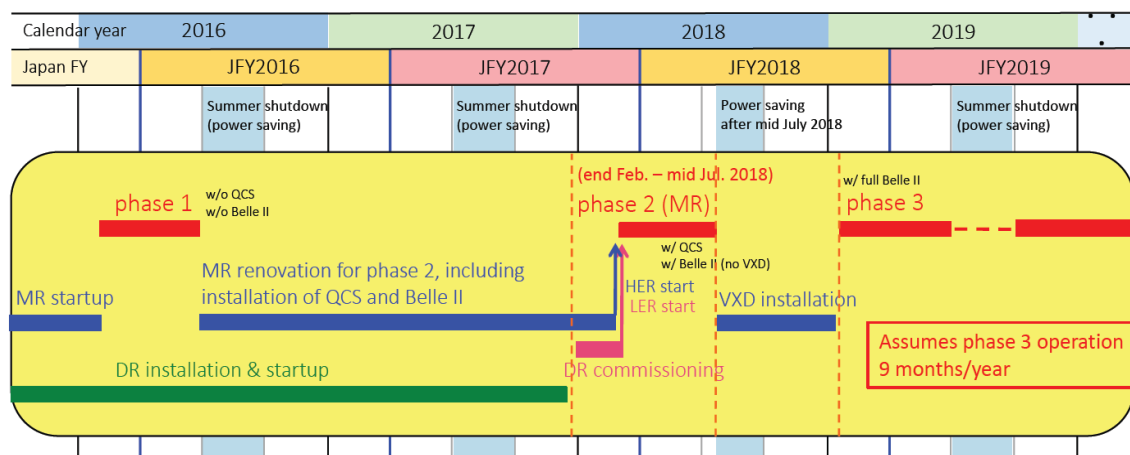 Calendar year 2016 2017 2018 2019
Japan FY JFY2016 JFY2017 JFY2018 JFY2019
Summer shutdown
(power saving)
Summer shutdown
(power saving)
Power saving
after mid July 2018
Summer shutdown
(power saving)
phase 1
w/o QCS
w/o Belle II
(end Feb. – mid Jul. 2018)
phase 2 (MR)
w/ QCS
w/ Belle II (no VXD)
w/ full Belle II
phase 3
MR startup
MR renovation for phase 2, including
installation of QCS and Belle II
HER start
LER start
VXD installation
DR installation & startup
DR commissioning
Assumes phase 3 operation
9 months/year